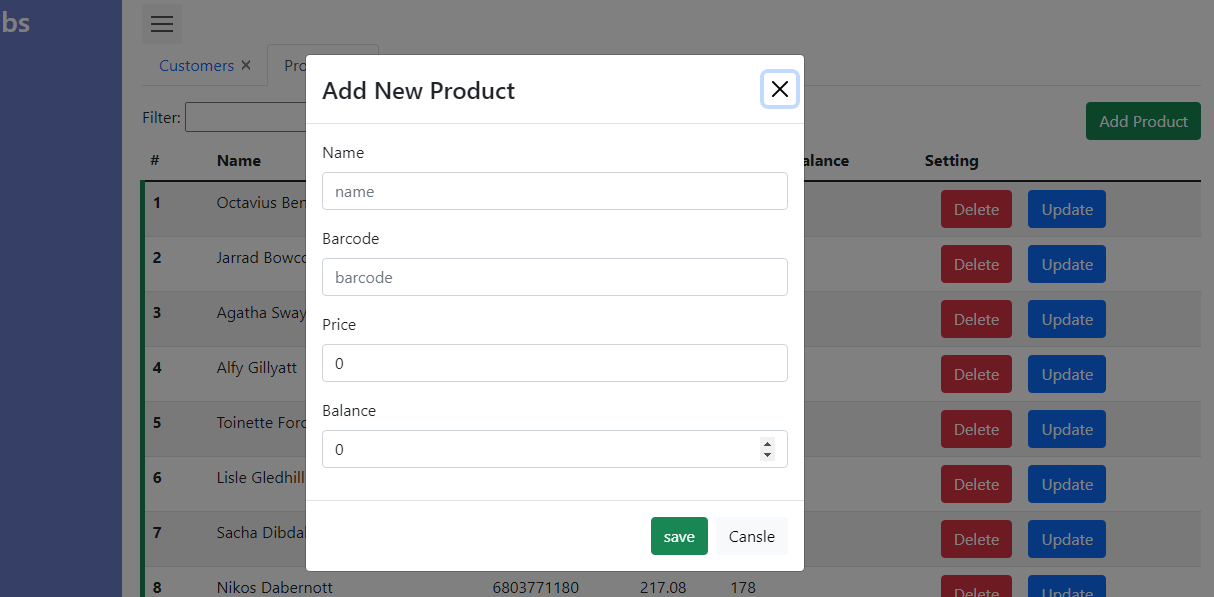 bs
Customers ×
Pro
Add New Product
Filter:
Add Product
# Name alance Setting
Name
name
Barcode
barcode
Price
0
Balance
0
save Cansle
1 Octavius Ben Delete Update
2 Jarrad Bowco Delete Update
3 Agatha Sway Delete Update
4 Alfy Gillyatt Delete Update
5 Toinette Ford Delete Update
6 Lisle Gledhill Delete Update
7 Sacha Dibda Delete Update
8 Nikos Dabernott 6803771180 217.08 178 Delete Update